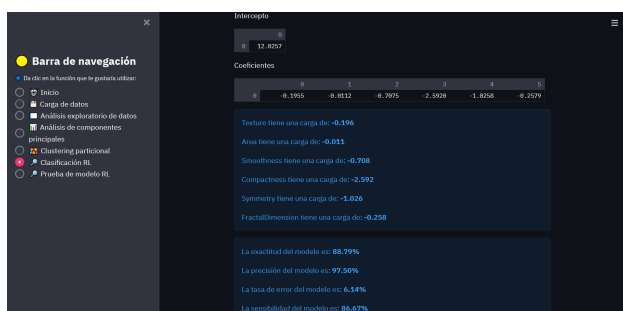 Barra de navegación
Da clic en la función que te gustaría utilizar:
Inicio
Carga de datos
Análisis exploratorio de datos
Análisis de componentes
principales
Clustering particional
Clasificación RL
Prueba de modelo RL
Intercepto
0
0 12.0257
Coeficientes
0 1 2 3 4 5
0 -0.1955 -0.0112 -0.7075 -2.5920 -1.0258 -0.2579
Texture tiene una carga de: -0.196
Area tiene una carga de: -0.011
Smoothness tiene una carga de: -0.708
Compactness tiene una carga de: -2.592
Symmetry tiene una carga de: -1.026
FractalDimension tiene una carga de: -0.258
La exactitud del modelo es: 88.79%
La precisión del modelo es: 97.50%
La tasa de error del modelo es: 6.14%
La sensibilidad del modelo es: 86.67%